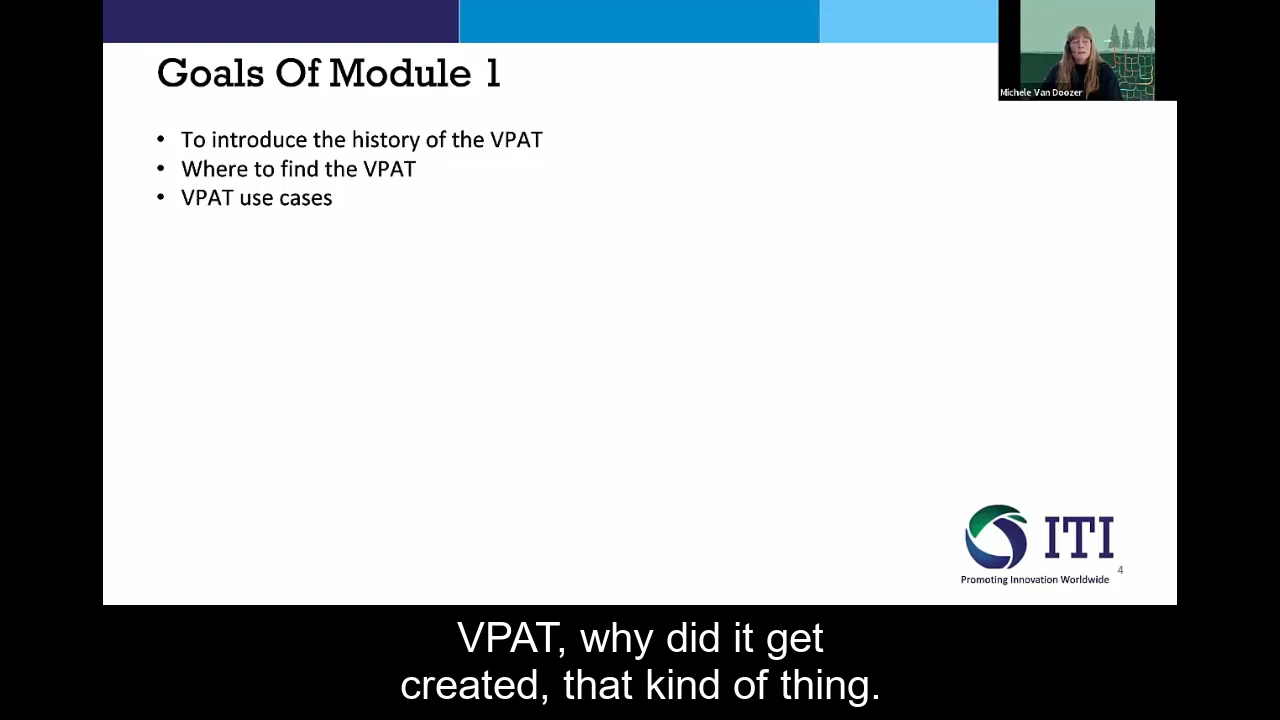 Goals Of Module 1
Michele Van Doozer
• To introduce the history of the VPAT
• Where to find the VPAT
• VPAT use cases
ITI
Promoting Innovation Worldwide
4
VPAT, why did it get
created, that kind of thing.